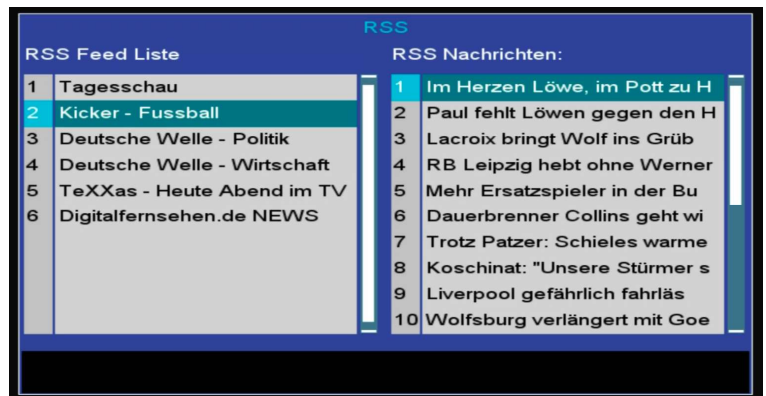 RSS
RSS Feed Liste
1 Tagesschau
2 Kicker - Fussball
3 Deutsche Welle - Politik
4 Deutsche Welle - Wirtschaft
5 TeXXas - Heute Abend im TV
6 Digitalfernsehen.de NEWS
RSS Nachrichten:
1 Im Herzen Löwe, im Pott zu H
2 Paul fehlt Löwen gegen den H
3 Lacroix bringt Wolf ins Grüb
4 RB Leipzig hebt ohne Werner
5 Mehr Ersatzspieler in der Bu
6 Dauerbrenner Collins geht wi
7 Trotz Patzer: Schieles warme
8 Koschinat: "Unsere Stürmer s
9 Liverpool gefährlich fahrläs
10 Wolfsburg verlängert mit Goe